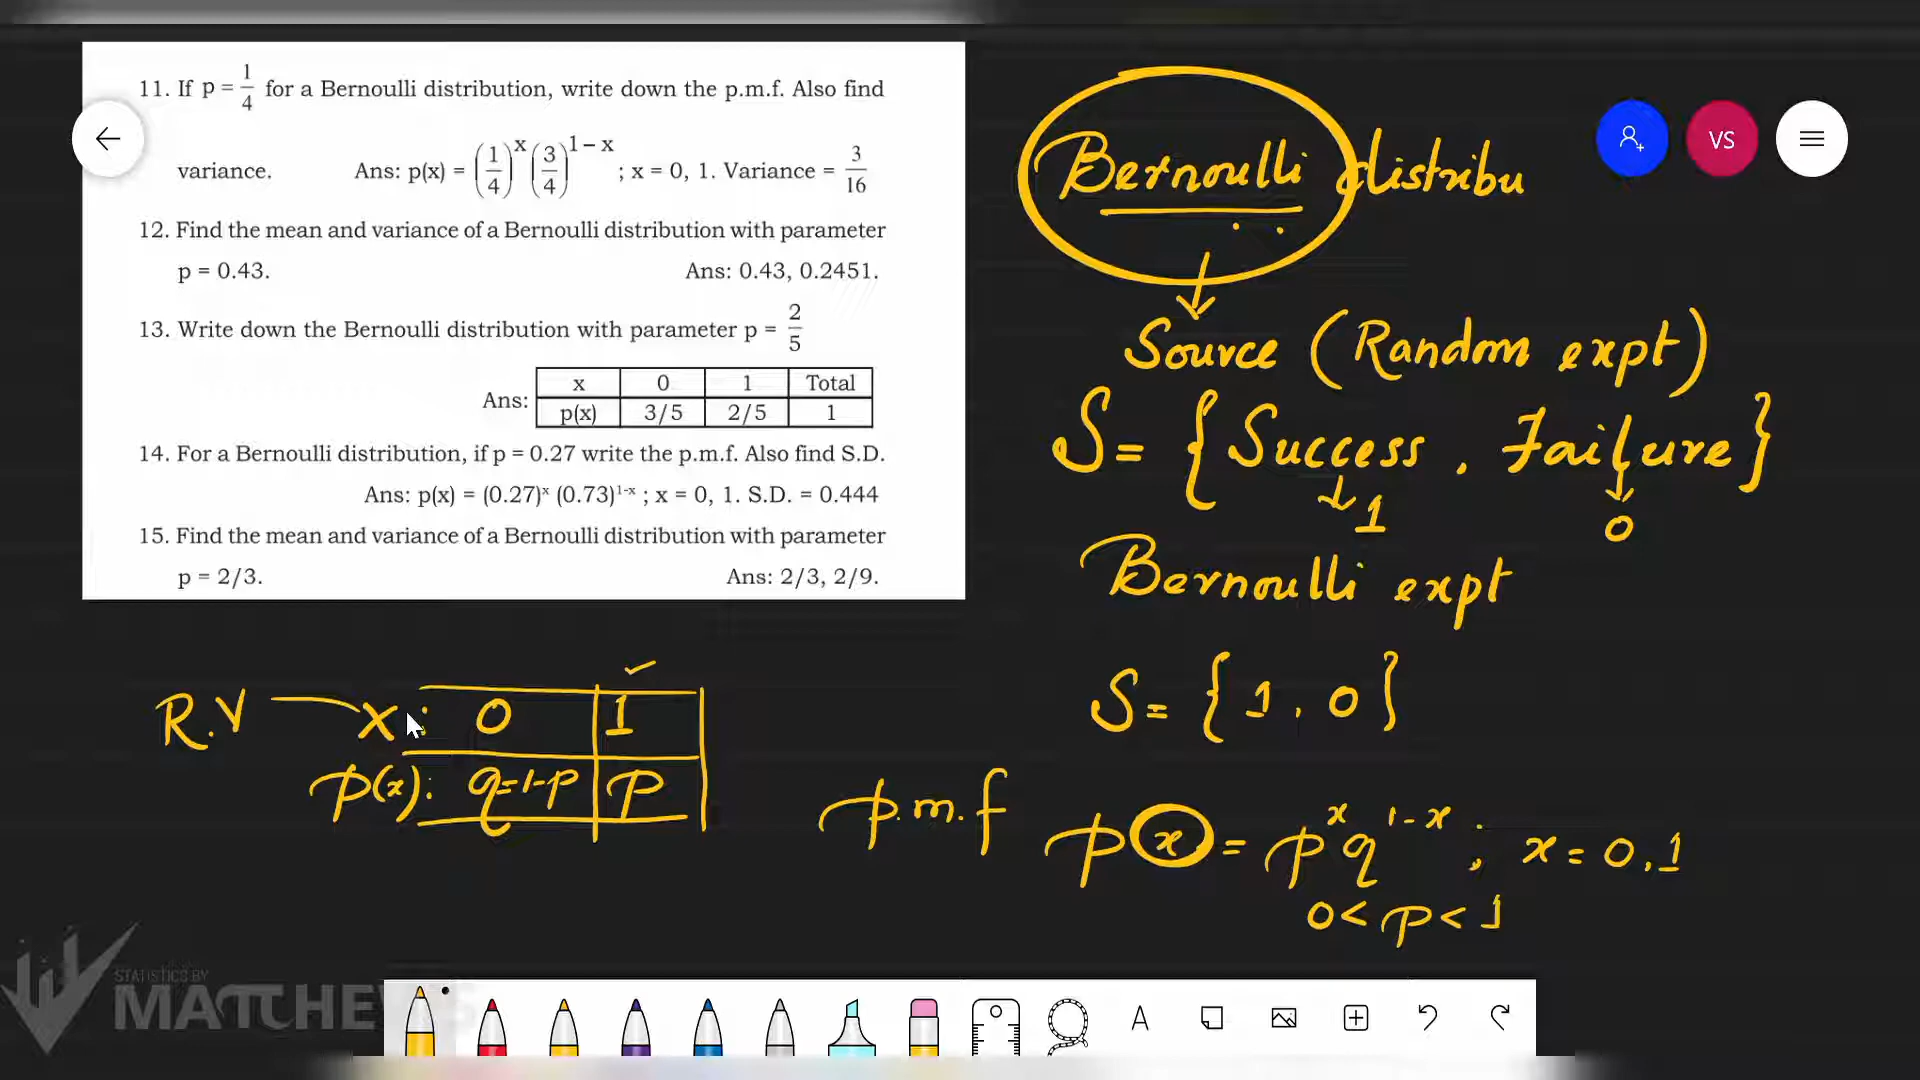 11. If p = 1/4 for a Bernoulli distribution, write down the p.m.f. Also find
variance. Ans: p(x) = (1/4)^x (3/4)^(1 – x) ; x = 0, 1. Variance = 3/16
12. Find the mean and variance of a Bernoulli distribution with parameter
p = 0.43. Ans: 0.43, 0.2451.
13. Write down the Bernoulli distribution with parameter p = 2/5
Ans:
x 0 1 Total
p(x) 3/5 2/5 1
14. For a Bernoulli distribution, if p = 0.27 write the p.m.f. Also find S.D.
Ans: p(x) = (0.27)^x (0.73)^(1-x) ; x = 0, 1. S.D. = 0.444
15. Find the mean and variance of a Bernoulli distribution with parameter
p = 2/3. Ans: 2/3, 2/9.
Bernoulli distribu
VS
Source (Random expt)
S = { Success, Failure }
1 0
Bernoulli expt
S = { 1, 0 }
R.V X: 0 1
p(x): q=1-p p
p.m.f p(x) = p^x q^(1-x) ; x = 0,1
0 < p < 1
STATISTICS BY
A